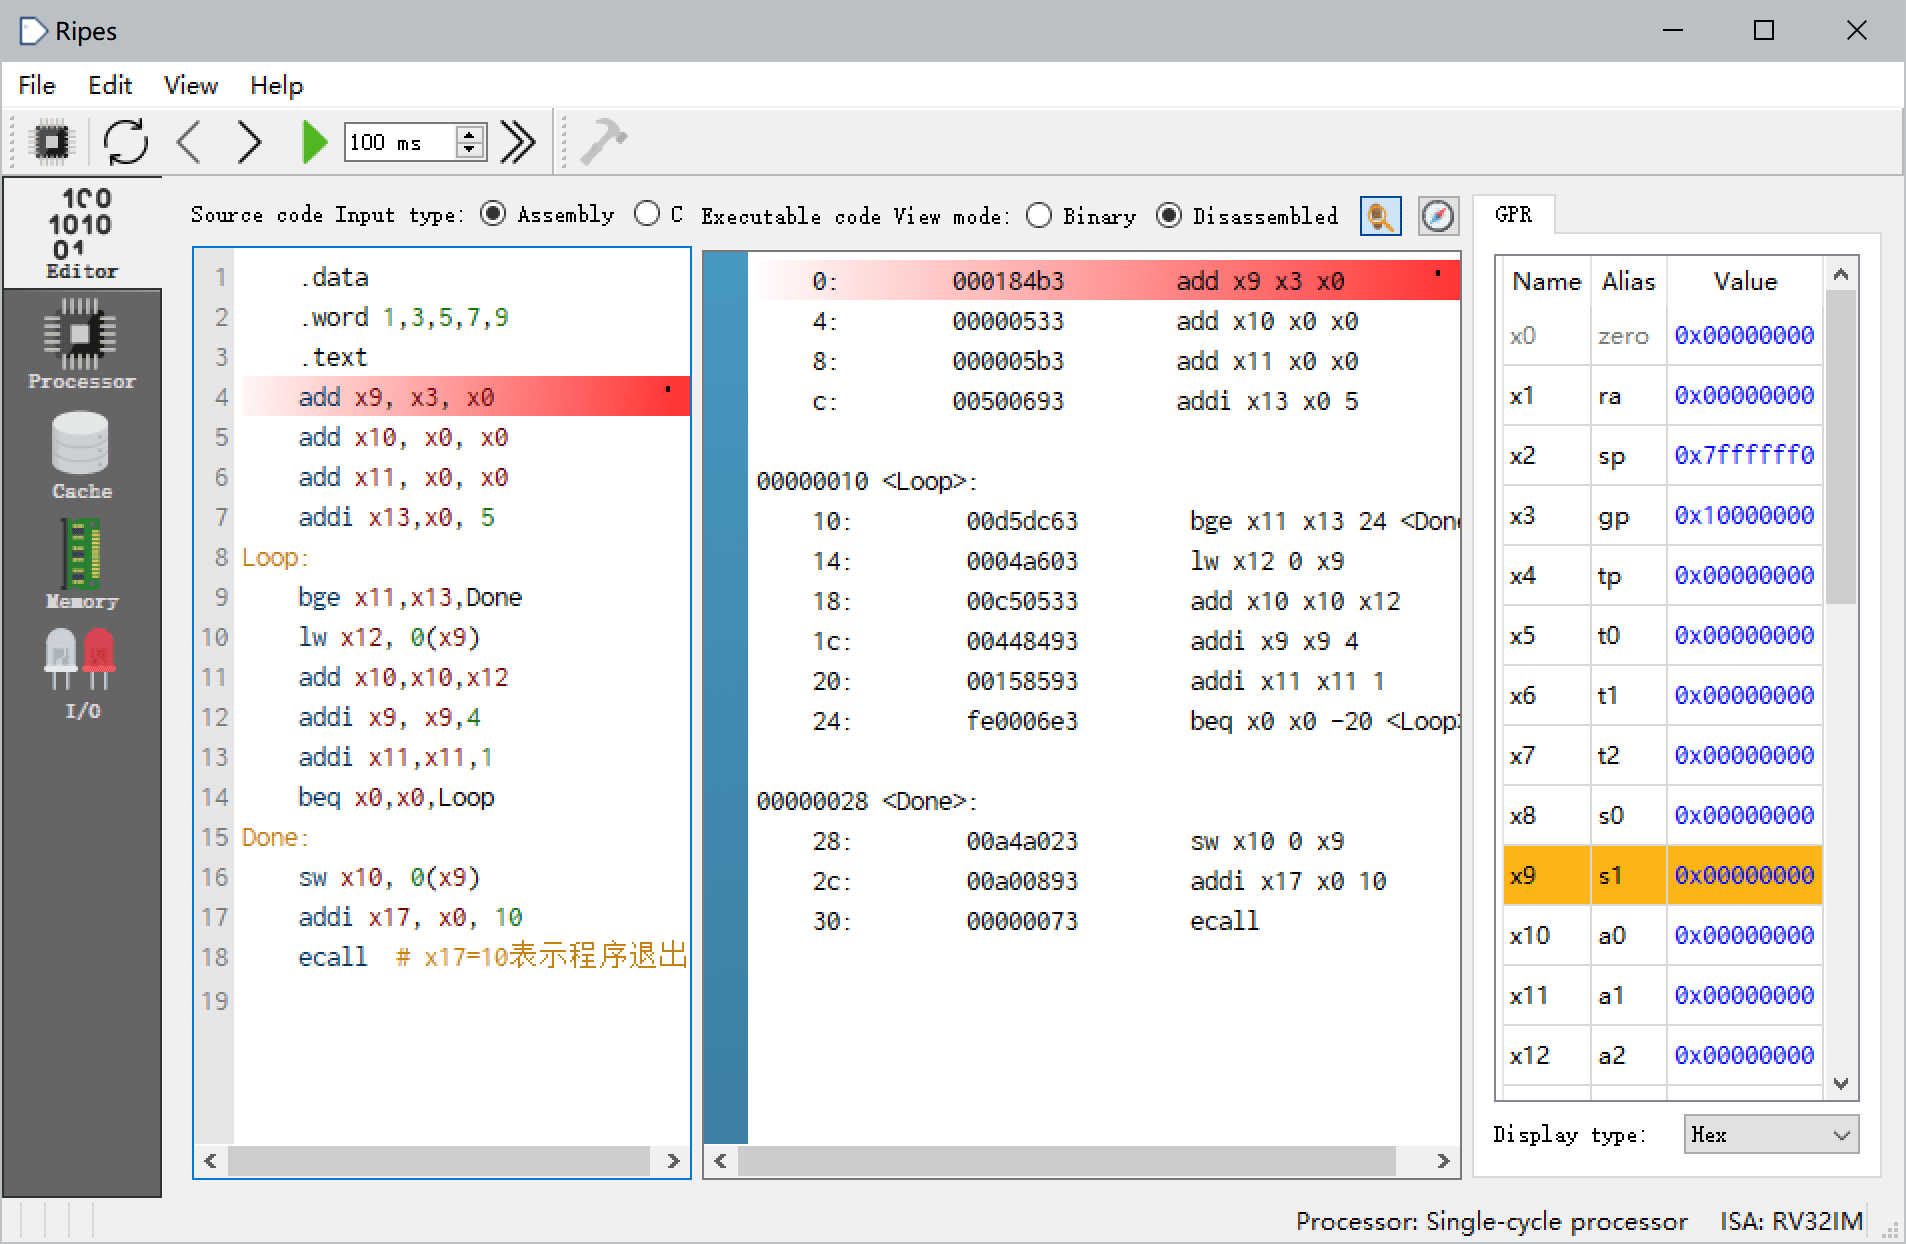 Ripes
File Edit View Help
100 ms
100
1010
01
Editor
Processor
Cache
Memory
I/O
Source code Input type: Assembly C
1 .data
2 .word 1,3,5,7,9
3 .text
4 add x9, x3, x0
5 add x10, x0, x0
6 add x11, x0, x0
7 addi x13,x0, 5
8 Loop:
9 bge x11,x13,Done
10 lw x12, 0(x9)
11 add x10,x10,x12
12 addi x9, x9,4
13 addi x11,x11,1
14 beq x0,x0,Loop
15 Done:
16 sw x10, 0(x9)
17 addi x17, x0, 10
18 ecall # x17=10表示程序退出
19
Executable code View mode: Binary Disassembled
0: 000184b3 add x9 x3 x0
4: 00000533 add x10 x0 x0
8: 000005b3 add x11 x0 x0
c: 00500693 addi x13 x0 5
00000010 <Loop>:
10: 00d5dc63 bge x11 x13 24 <Don
14: 0004a603 lw x12 0 x9
18: 00c50533 add x10 x10 x12
1c: 00448493 addi x9 x9 4
20: 00158593 addi x11 x11 1
24: fe0006e3 beq x0 x0 -20 <Loop>
00000028 <Done>:
28: 00a4a023 sw x10 0 x9
2c: 00a00893 addi x17 x0 10
30: 00000073 ecall
GPR
Name Alias Value
x0 zero 0x00000000
x1 ra 0x00000000
x2 sp 0x7ffffff0
x3 gp 0x10000000
x4 tp 0x00000000
x5 t0 0x00000000
x6 t1 0x00000000
x7 t2 0x00000000
x8 s0 0x00000000
x9 s1 0x00000000
x10 a0 0x00000000
x11 a1 0x00000000
x12 a2 0x00000000
Display type: Hex
Processor: Single-cycle processor ISA: RV32IM